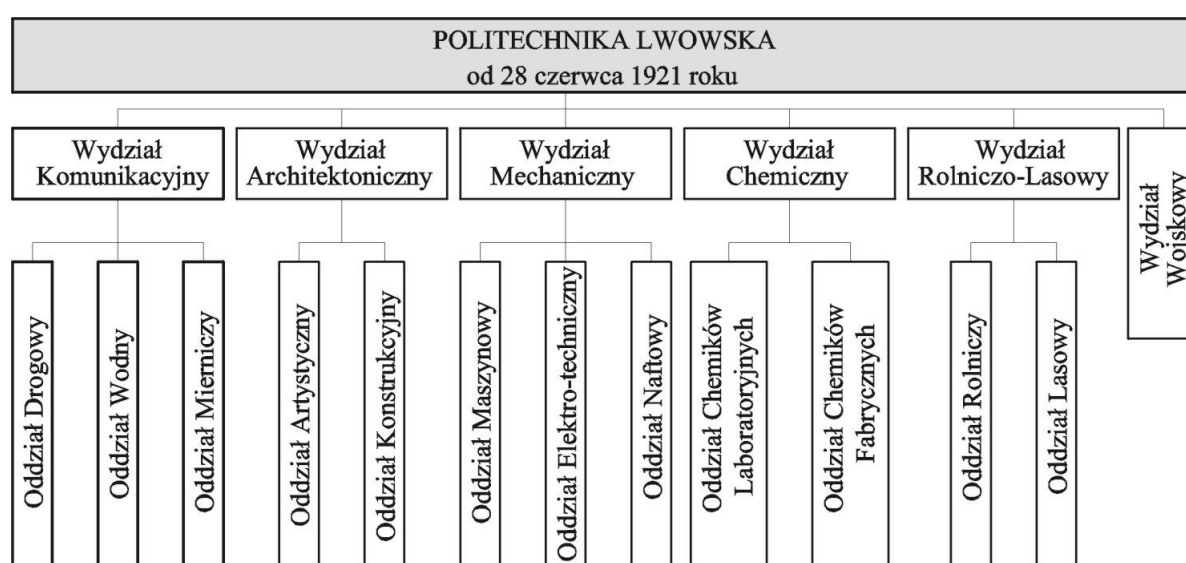 POLITECHNIKA LWOWSKA
od 28 czerwca 1921 roku
Wydział
Komunikacyjny
Wydział
Architektoniczny
Wydział
Mechaniczny
Wydział
Chemiczny
Wydział
Rolniczo-Lasowy
Wydział
Wojskowy
Oddział Drogowy
Oddział Wodny
Oddział Mierniczy
Oddział Artystyczny
Oddział Konstrukcyjny
Oddział Maszynowy
Oddział Elektro-techniczny
Oddział Naftowy
Oddział Chemików
Laboratoryjnych
Oddział Chemików
Fabrycznych
Oddział Rolniczy
Oddział Lasowy